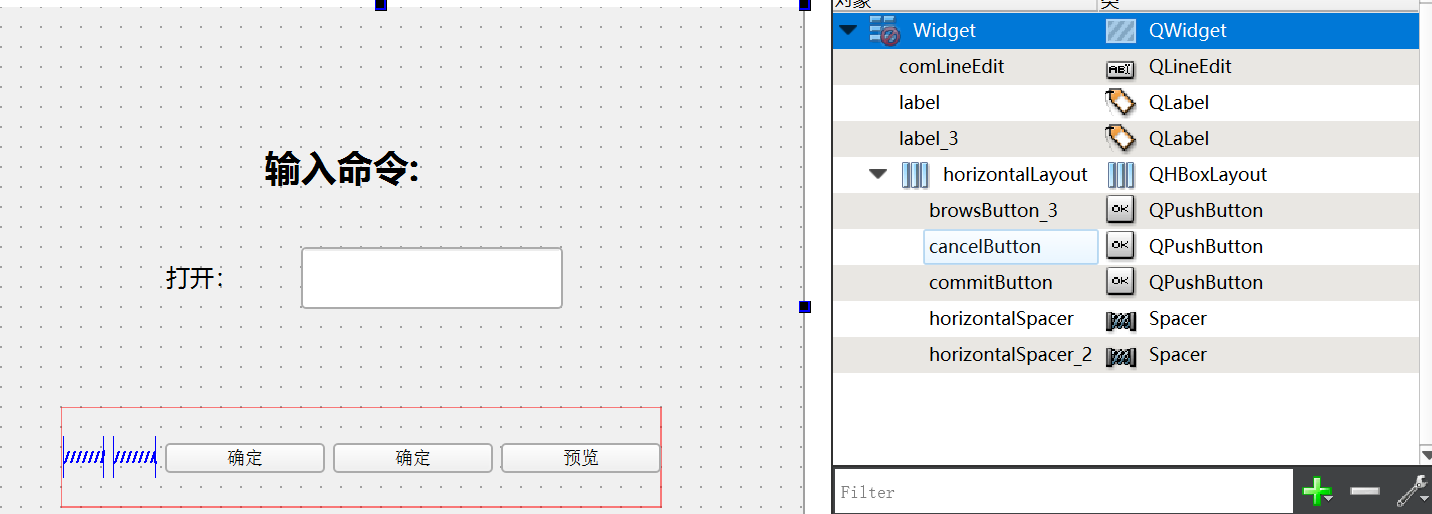 对象 类
Widget QWidget
comLineEdit QLineEdit
label QLabel
label_3 QLabel
horizontalLayout QHBoxLayout
browsButton_3 QPushButton
cancelButton QPushButton
commitButton QPushButton
horizontalSpacer Spacer
horizontalSpacer_2 Spacer
Filter
输入命令:
打开：
确定 确定 预览